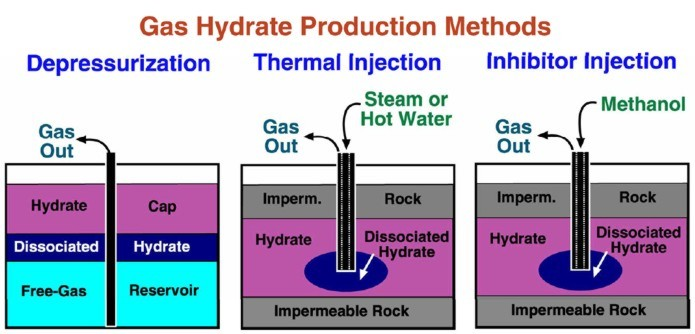 Gas Hydrate Production Methods
Depressurization
Thermal Injection
Inhibitor Injection
Gas
Out
Hydrate Cap
Dissociated Hydrate
Free-Gas Reservoir
Steam or
Hot Water
Gas
Out
Imperm. Rock
Hydrate
Dissociated
Hydrate
Impermeable Rock
Methanol
Gas
Out
Imperm. Rock
Hydrate
Dissociated
Hydrate
Impermeable Rock